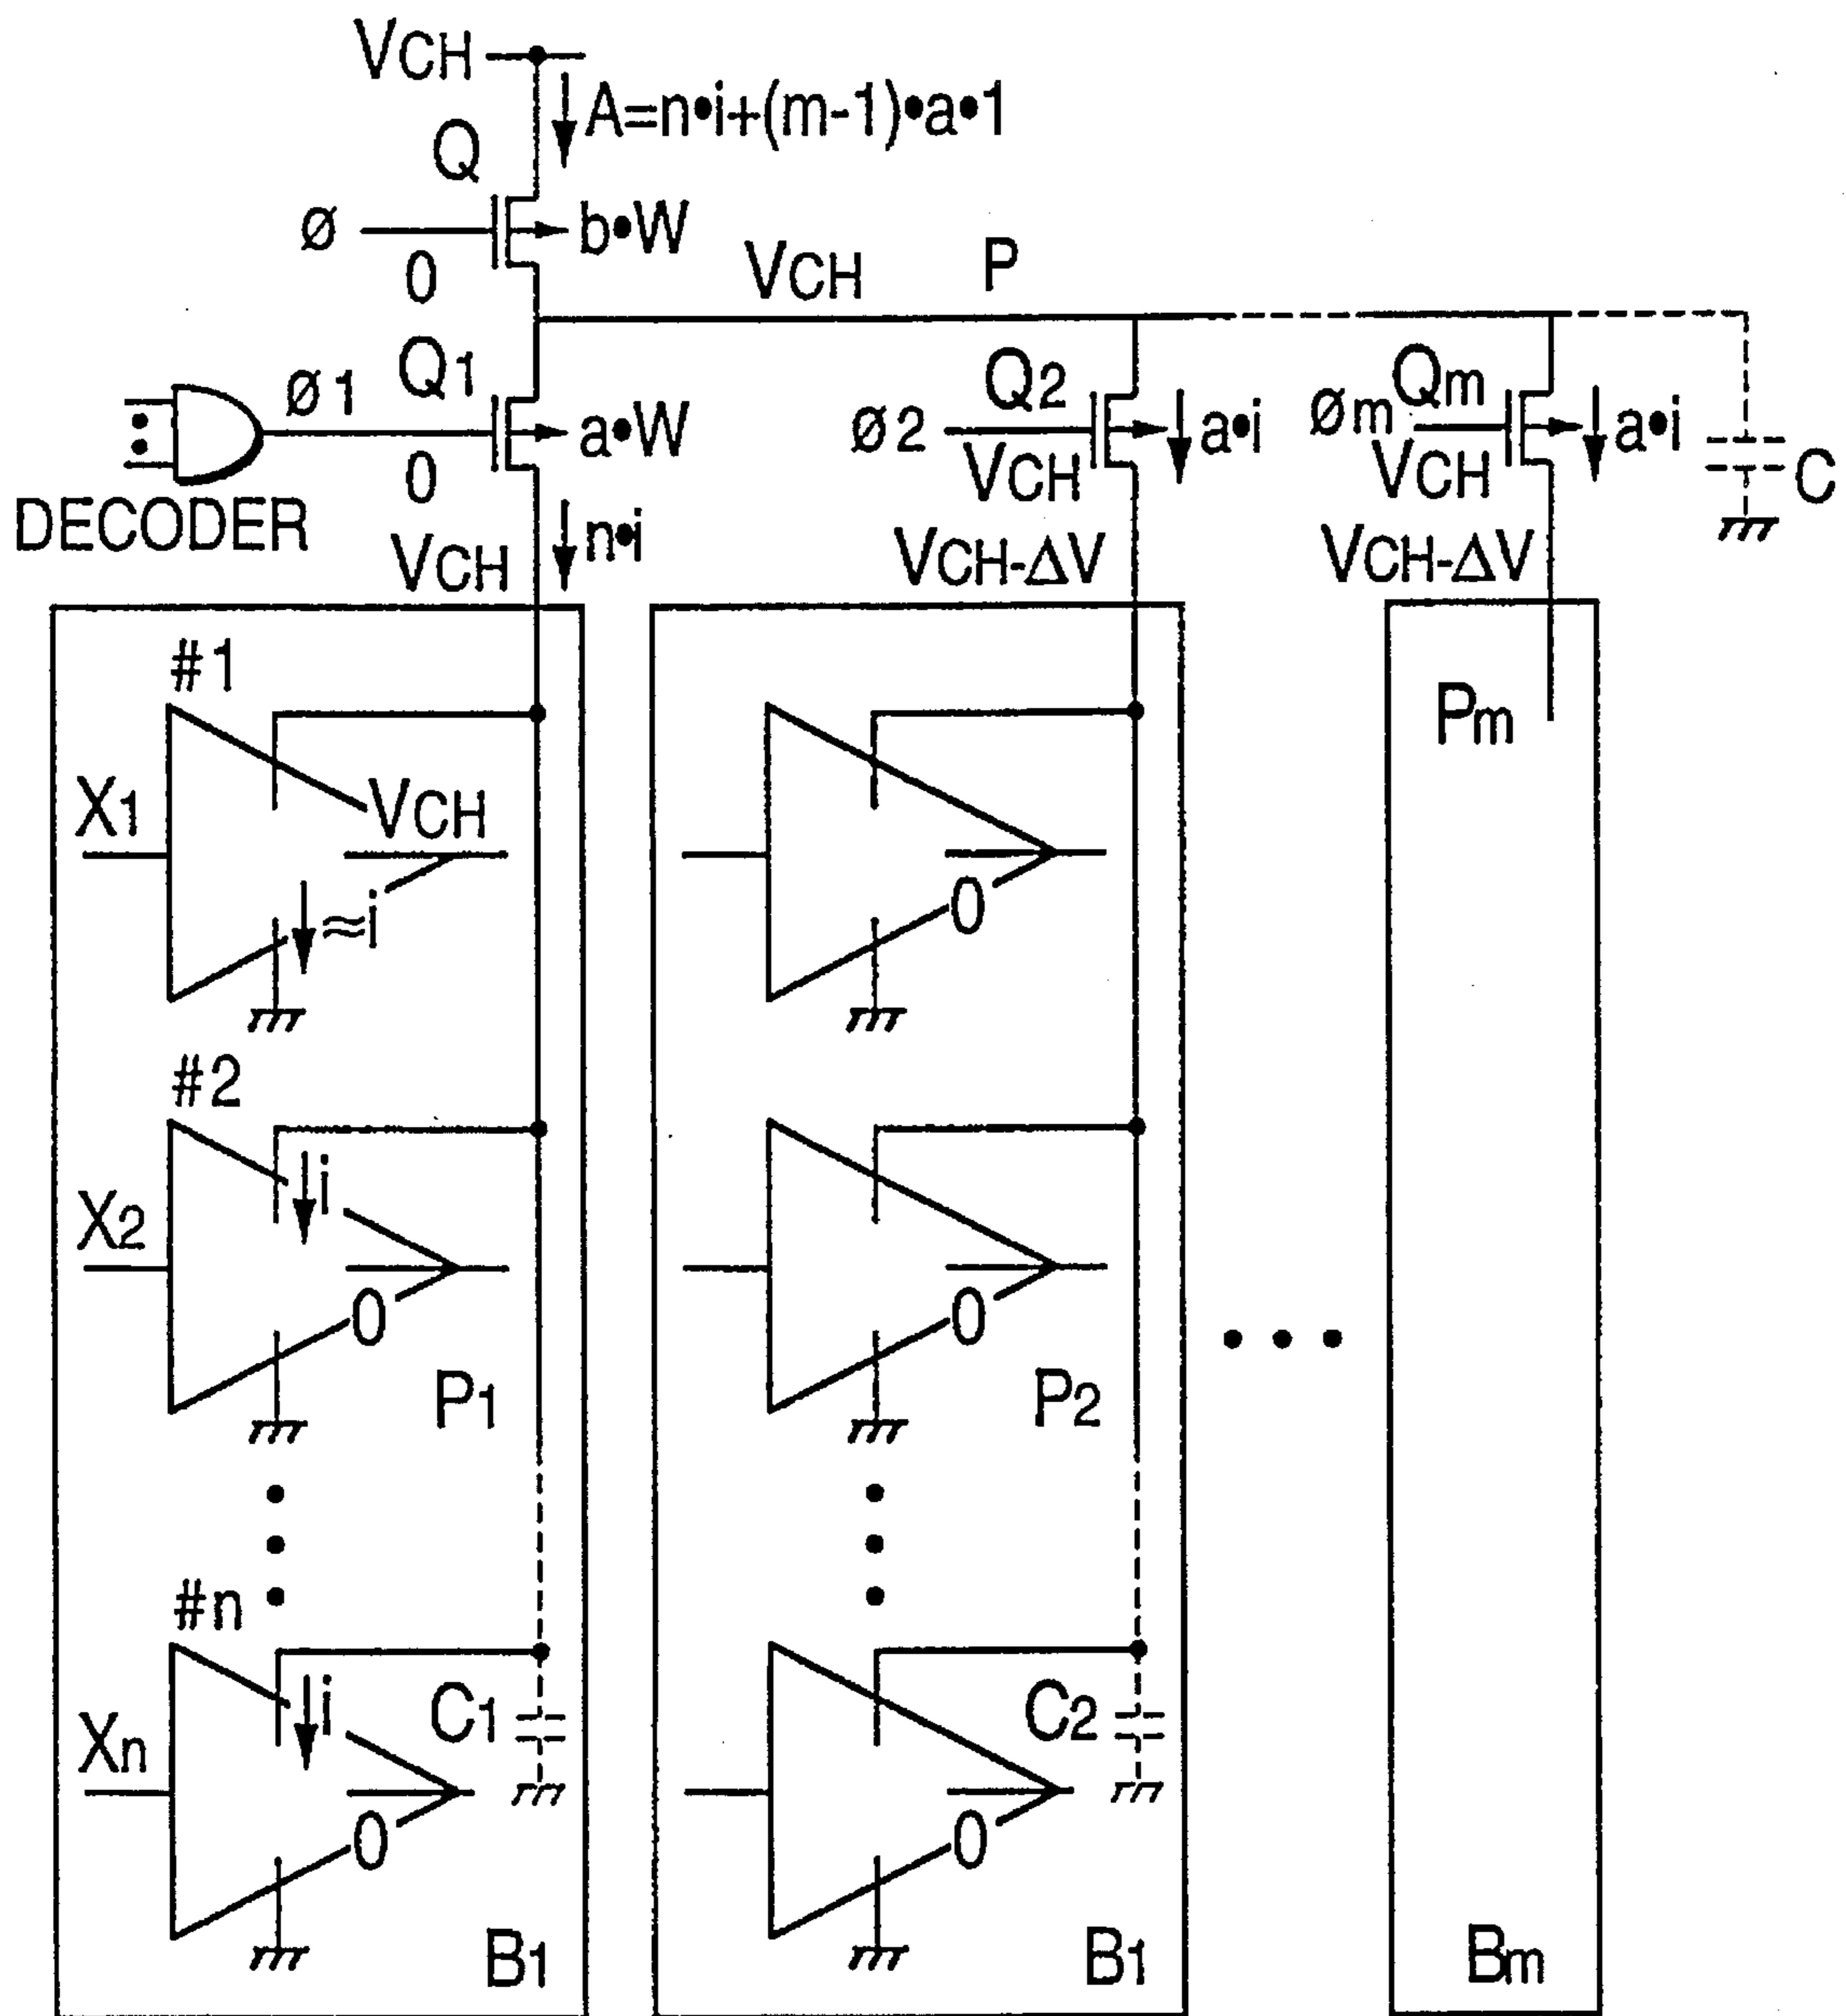 VCH
A=n•i+(m-1)•a•1
Q
ø
b•W
0
VCH
P
Q1
ø1
a•W
0
DECODER
VCH
n•i
Q2
ø2
a•i
VCH
VCH-ΔV
Qm
øm
a•i
VCH
VCH-ΔV
C
#1
X1
VCH
≈i
0
Pm
#2
X2
i
0
P1
0
P2
#n
Xn
i
0
C1
B1
0
C2
B1
Bm